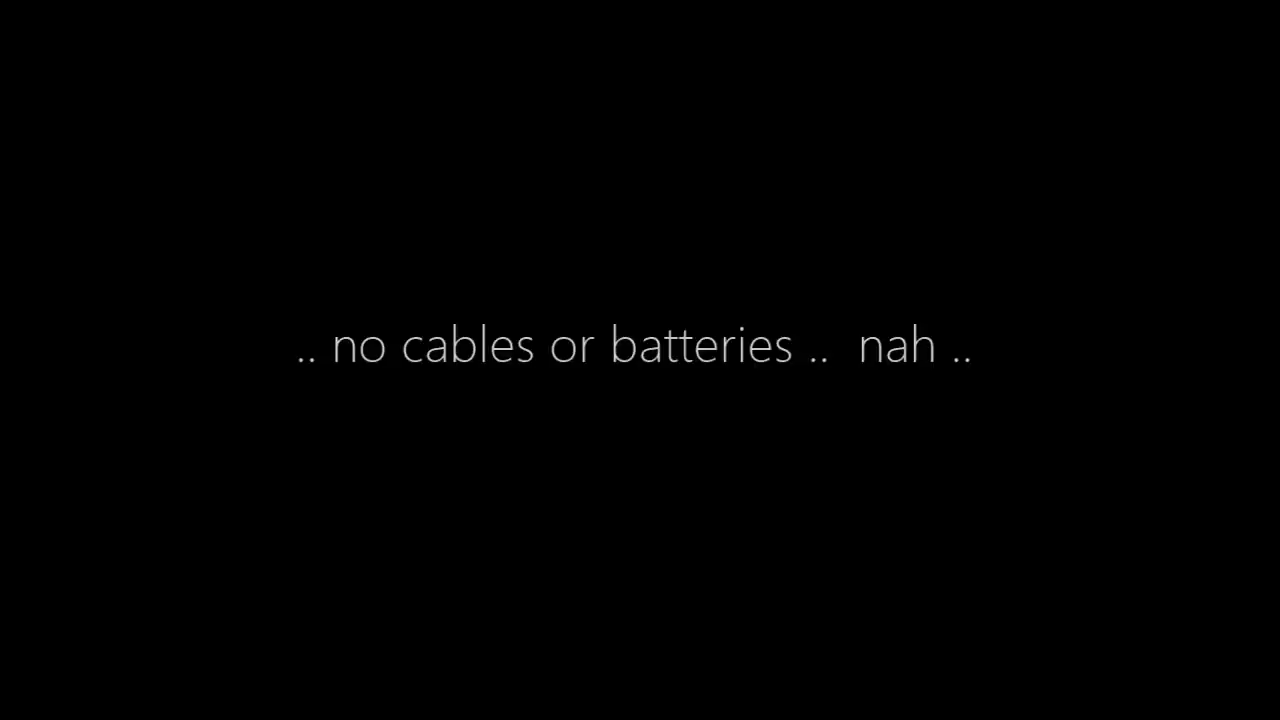 .. no cables or batteries ..  nah ..